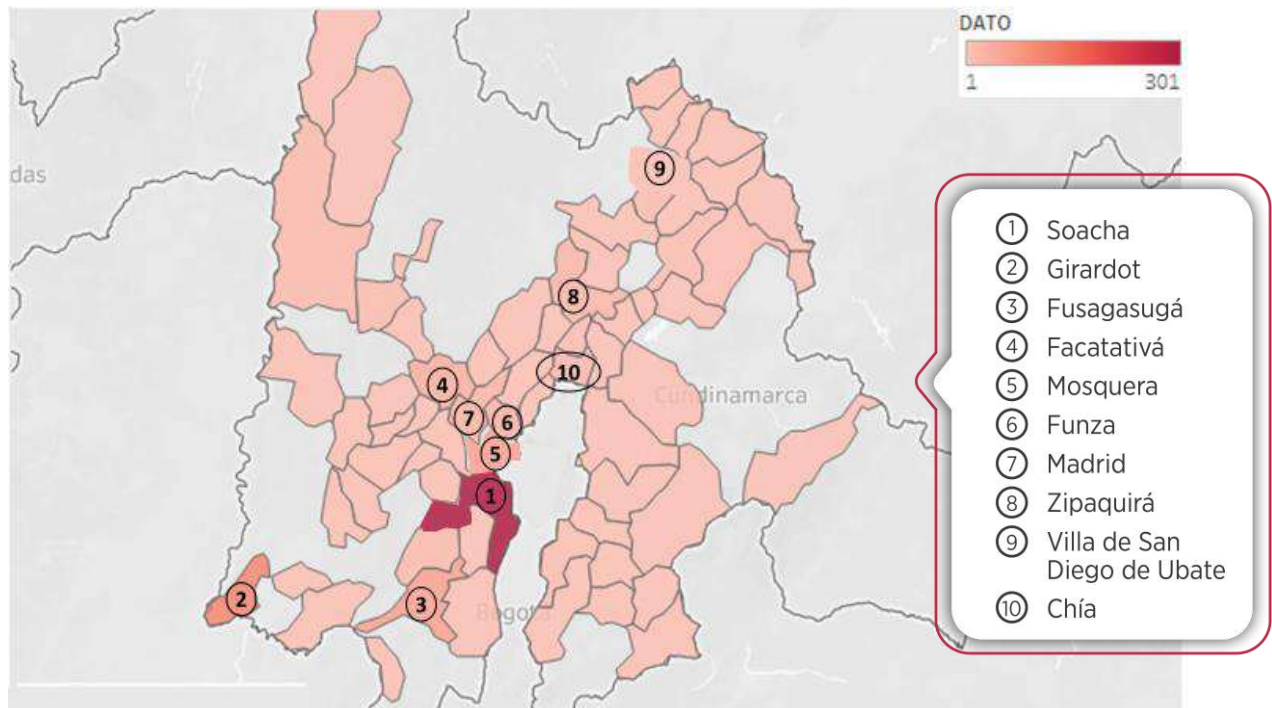 DATO
1 301
das
9
8
10
4
Cundinamarca
7
6
5
1
2
3
Bogotá
1 Soacha
2 Girardot
3 Fusagasugá
4 Facatativá
5 Mosquera
6 Funza
7 Madrid
8 Zipaquirá
9 Villa de San
Diego de Ubate
10 Chía